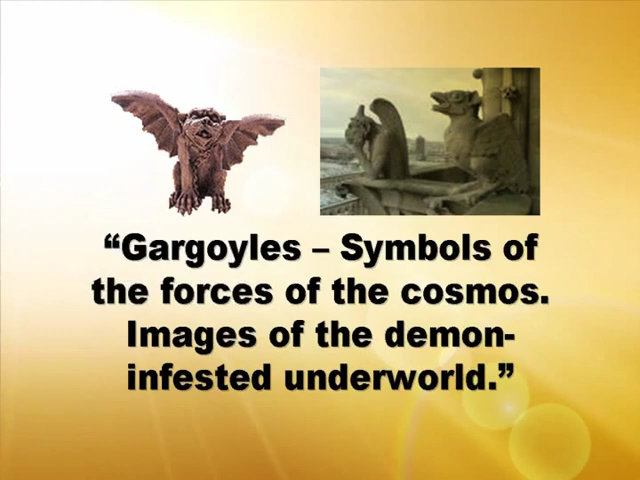 “Gargoyles – Symbols of
the forces of the cosmos.
Images of the demon-
infested underworld.”